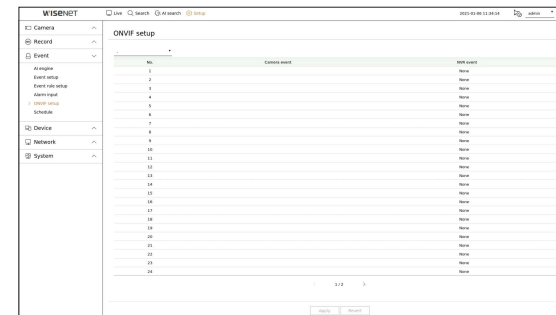 WISENET Live Search AI search Setup 2021-01-06 11:34:14 admin
Camera
Record
Event
AI engine
Event setup
Event rule setup
Alarm input
ONVIF setup
Schedule
Device
Network
System
ONVIF setup
-
No. Camera event NVR event
1 None
2 None
3 None
4 None
5 None
6 None
7 None
8 None
9 None
10 None
11 None
12 None
13 None
14 None
15 None
16 None
17 None
18 None
19 None
20 None
21 None
22 None
23 None
24 None
< 1 / 2 >
Apply Revert